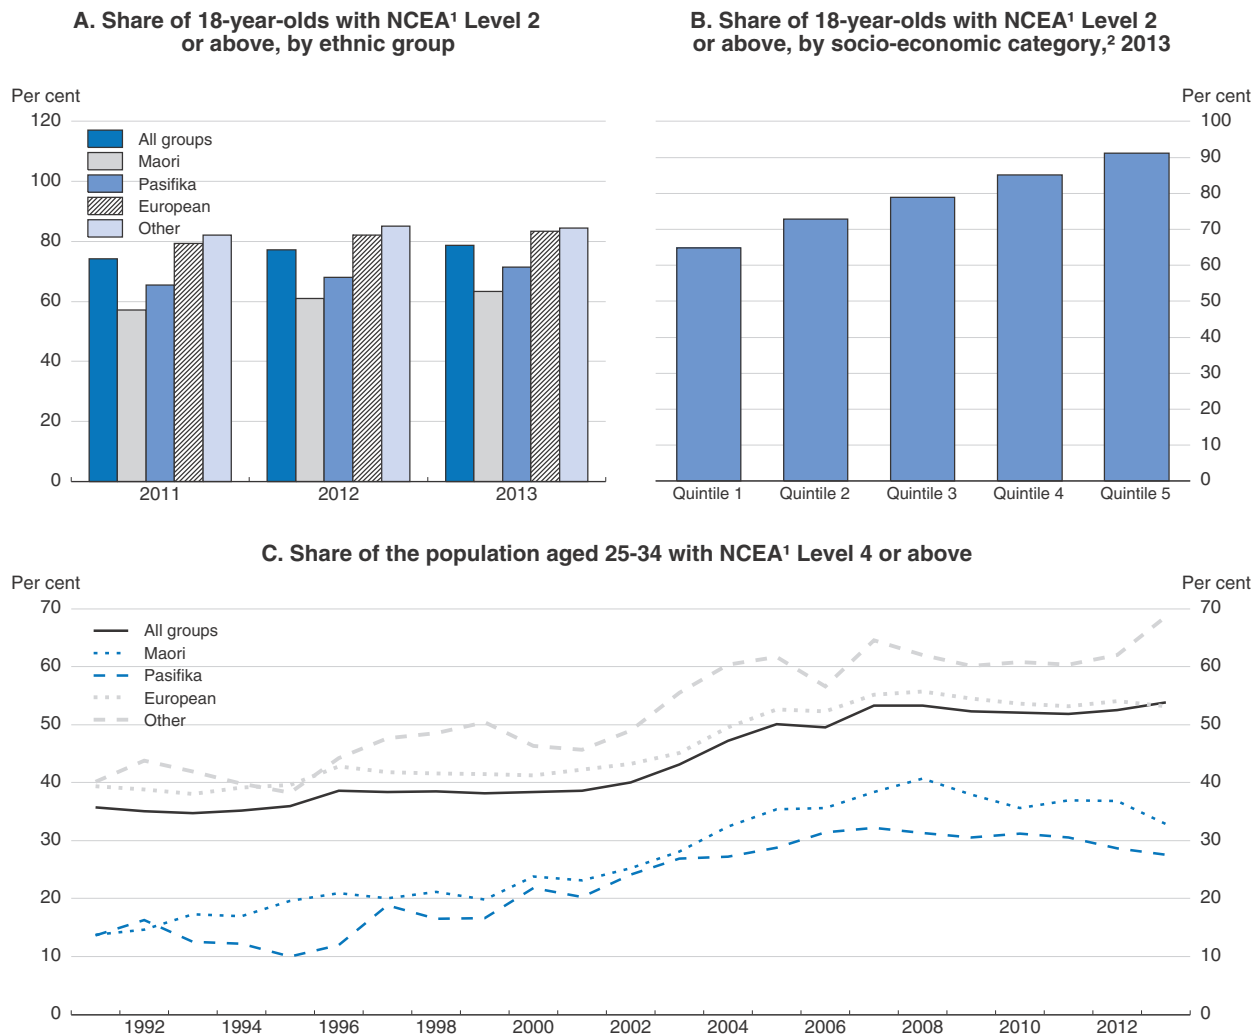 A. Share of 18-year-olds with NCEA¹ Level 2
or above, by ethnic group
Per cent
120
100
80
60
40
20
0
All groups
Maori
Pasifika
European
Other
2011
2012
2013
B. Share of 18-year-olds with NCEA¹ Level 2
or above, by socio-economic category,² 2013
Per cent
100
90
80
70
60
50
40
30
20
10
0
Quintile 1
Quintile 2
Quintile 3
Quintile 4
Quintile 5
C. Share of the population aged 25-34 with NCEA¹ Level 4 or above
Per cent
Per cent
70
60
50
40
30
20
10
0
All groups
Maori
Pasifika
European
Other
70
60
50
40
30
20
10
0
1992
1994
1996
1998
2000
2002
2004
2006
2008
2010
2012